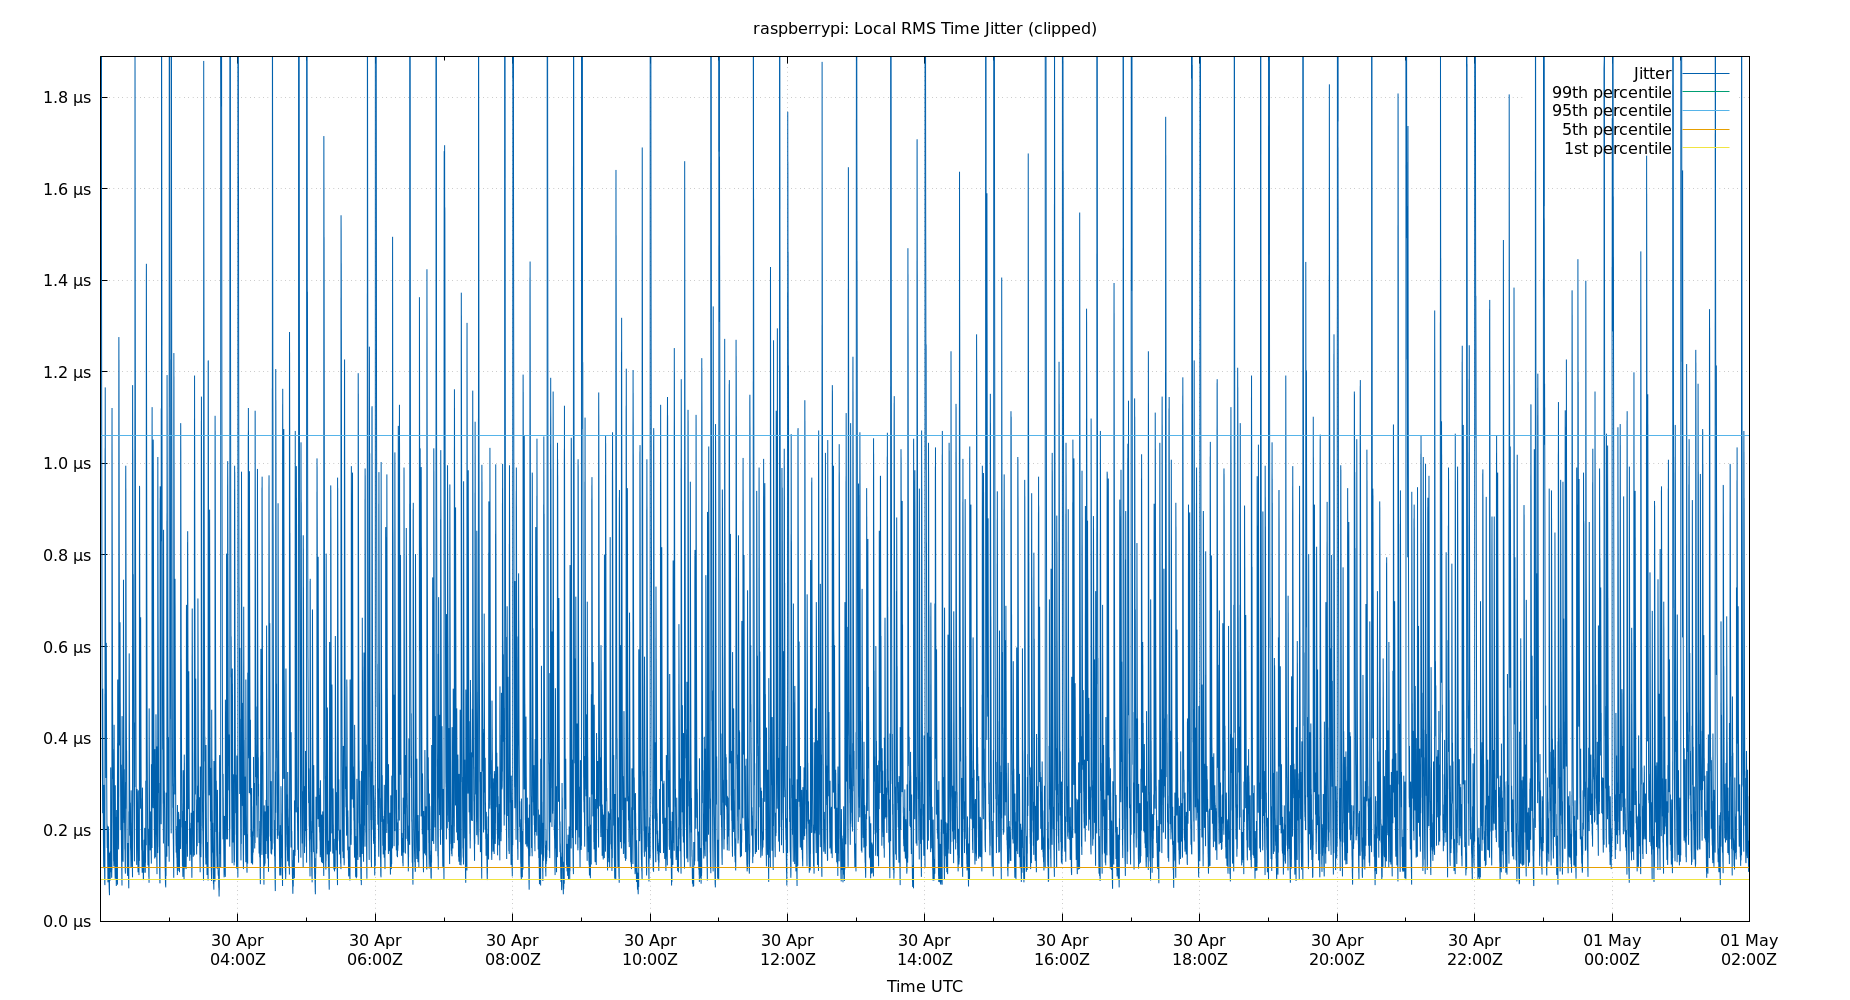 raspberrypi: Local RMS Time Jitter (clipped)
Jitter
99th percentile
95th percentile
5th percentile
1st percentile
1.8 µs
1.6 µs
1.4 µs
1.2 µs
1.0 µs
0.8 µs
0.6 µs
0.4 µs
0.2 µs
0.0 µs
30 Apr 30 Apr 30 Apr 30 Apr 30 Apr 30 Apr 30 Apr 30 Apr 30 Apr 30 Apr 01 May 01 May
04:00Z 06:00Z 08:00Z 10:00Z 12:00Z 14:00Z 16:00Z 18:00Z 20:00Z 22:00Z 00:00Z 02:00Z
Time UTC